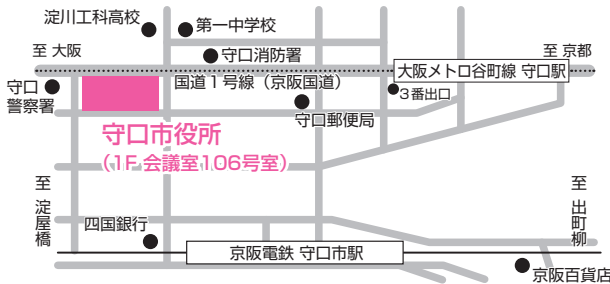 淀川工科高校
第一中学校
至 大阪
守口消防署
至 京都
大阪メトロ谷町線 守口駅
守口
警察署
国道1号線（京阪国道）
3番出口
守口郵便局
守口市役所
（1F 会議室106号室）
至 淀屋橋
至 出町柳
四国銀行
京阪電鉄 守口市駅
京阪百貨店